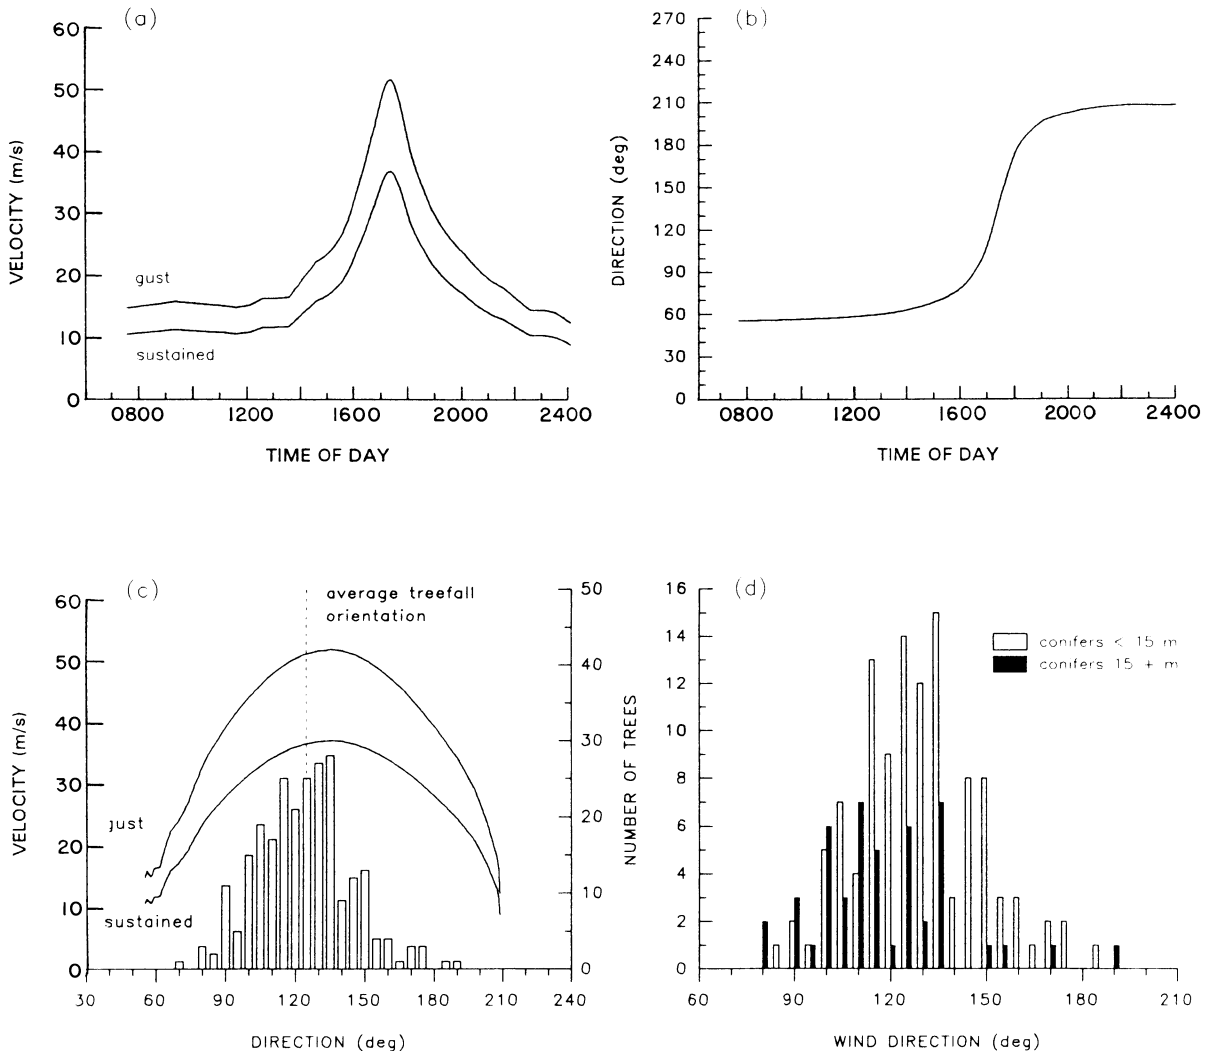 (a)
60
50
40
30
20
10
0
VELOCITY (m/s)
gust
sustained
0800 1200 1600 2000 2400
TIME OF DAY
(b)
270
240
210
180
150
120
90
60
30
0
DIRECTION (deg)
0800 1200 1600 2000 2400
TIME OF DAY
(c)
average treefall
orientation
60
50
40
30
20
10
0
VELOCITY (m/s)
gust
sustained
50
40
30
20
10
0
30 60 90 120 150 180 210 240
DIRECTION (deg)
(d)
16
14
12
10
8
6
4
2
0
NUMBER OF TREES
conifers < 15 m
conifers 15 + m
60 90 120 150 180 210
WIND DIRECTION (deg)